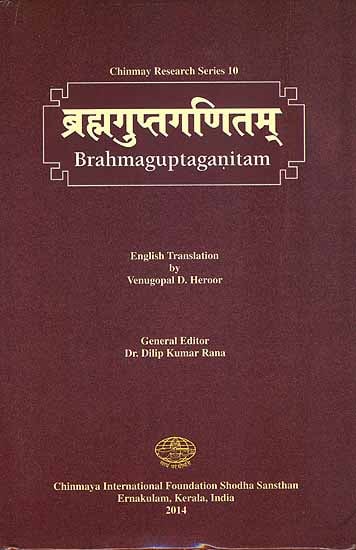 Chinmay Research Series 10
ब्रह्मगुप्तगणितम्
Brahmaguptagaṇitam
English Translation
by
Venugopal D. Heroor
General Editor
Dr. Dilip Kumar Rana
Chinmaya International Foundation Shodha Sansthan
Ernakulam, Kerala, India
2014